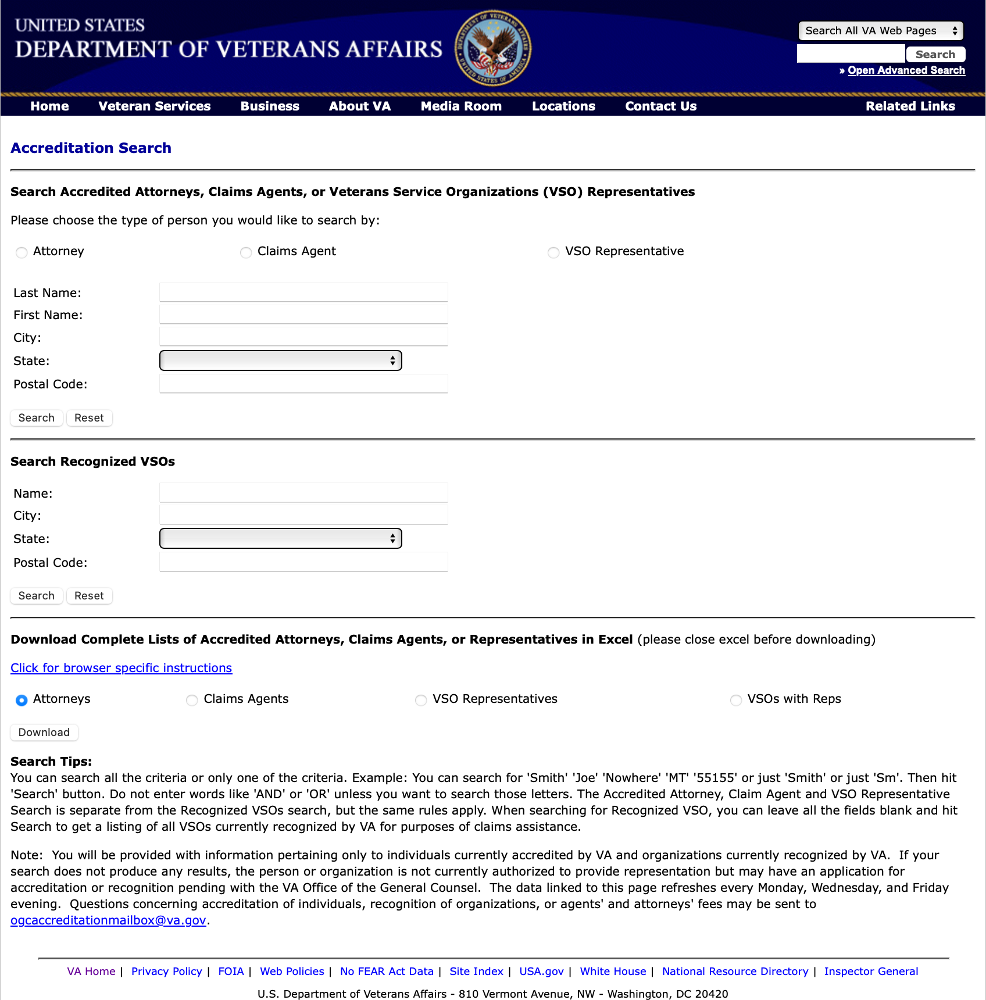 UNITED STATES
DEPARTMENT OF VETERANS AFFAIRS
DEPARTMENT OF VETERANS AFFAIRS
UNITED STATES OF AMERICA
Search All VA Web Pages
Search
» Open Advanced Search
Home Veteran Services Business About VA Media Room Locations Contact Us Related Links
Accreditation Search
Search Accredited Attorneys, Claims Agents, or Veterans Service Organizations (VSO) Representatives
Please choose the type of person you would like to search by:
Attorney Claims Agent VSO Representative
Last Name:
First Name:
City:
State:
Postal Code:
Search Reset
Search Recognized VSOs
Name:
City:
State:
Postal Code:
Search Reset
Download Complete Lists of Accredited Attorneys, Claims Agents, or Representatives in Excel (please close excel before downloading)
Click for browser specific instructions
Attorneys Claims Agents VSO Representatives VSOs with Reps
Download
Search Tips:
You can search all the criteria or only one of the criteria. Example: You can search for 'Smith' 'Joe' 'Nowhere' 'MT' '55155' or just 'Smith' or just 'Sm'. Then hit
'Search' button. Do not enter words like 'AND' or 'OR' unless you want to search those letters. The Accredited Attorney, Claim Agent and VSO Representative
Search is separate from the Recognized VSOs search, but the same rules apply. When searching for Recognized VSO, you can leave all the fields blank and hit
Search to get a listing of all VSOs currently recognized by VA for purposes of claims assistance.
Note: You will be provided with information pertaining only to individuals currently accredited by VA and organizations currently recognized by VA. If your
search does not produce any results, the person or organization is not currently authorized to provide representation but may have an application for
accreditation or recognition pending with the VA Office of the General Counsel. The data linked to this page refreshes every Monday, Wednesday, and Friday
evening. Questions concerning accreditation of individuals, recognition of organizations, or agents' and attorneys' fees may be sent to
ogcaccreditationmailbox@va.gov.
VA Home | Privacy Policy | FOIA | Web Policies | No FEAR Act Data | Site Index | USA.gov | White House | National Resource Directory | Inspector General
U.S. Department of Veterans Affairs - 810 Vermont Avenue, NW - Washington, DC 20420